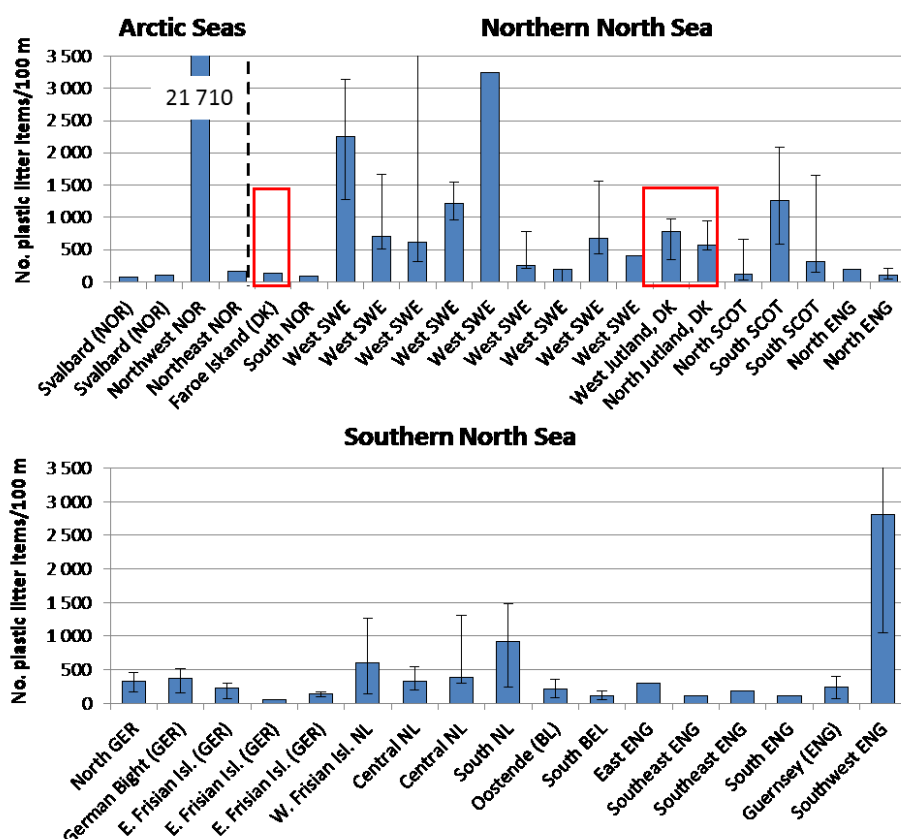 Arctic Seas
Northern North Sea
No. plastic litter items/100 m
3 500
3 000
2 500
2 000
1 500
1 000
500
0
21 710
Svalbard (NOR)
Svalbard (NOR)
Northwest NOR
Northeast NOR
Faroe Iskand (DK)
South NOR
West SWE
West SWE
West SWE
West SWE
West SWE
West SWE
West SWE
West SWE
West SWE
West Jutland, DK
North Jutland, DK
North SCOT
South SCOT
South SCOT
North ENG
North ENG
Southern North Sea
No. plastic litter items/100 m
3 500
3 000
2 500
2 000
1 500
1 000
500
0
North GER
German Bight (GER)
E. Frisian Isl. (GER)
E. Frisian Isl. (GER)
E. Frisian Isl. (GER)
W. Frisian Isl. NL
Central NL
Central NL
South NL
Oostende (BL)
South BEL
East ENG
Southeast ENG
Southeast ENG
South ENG
Guernsey (ENG)
Southwest ENG